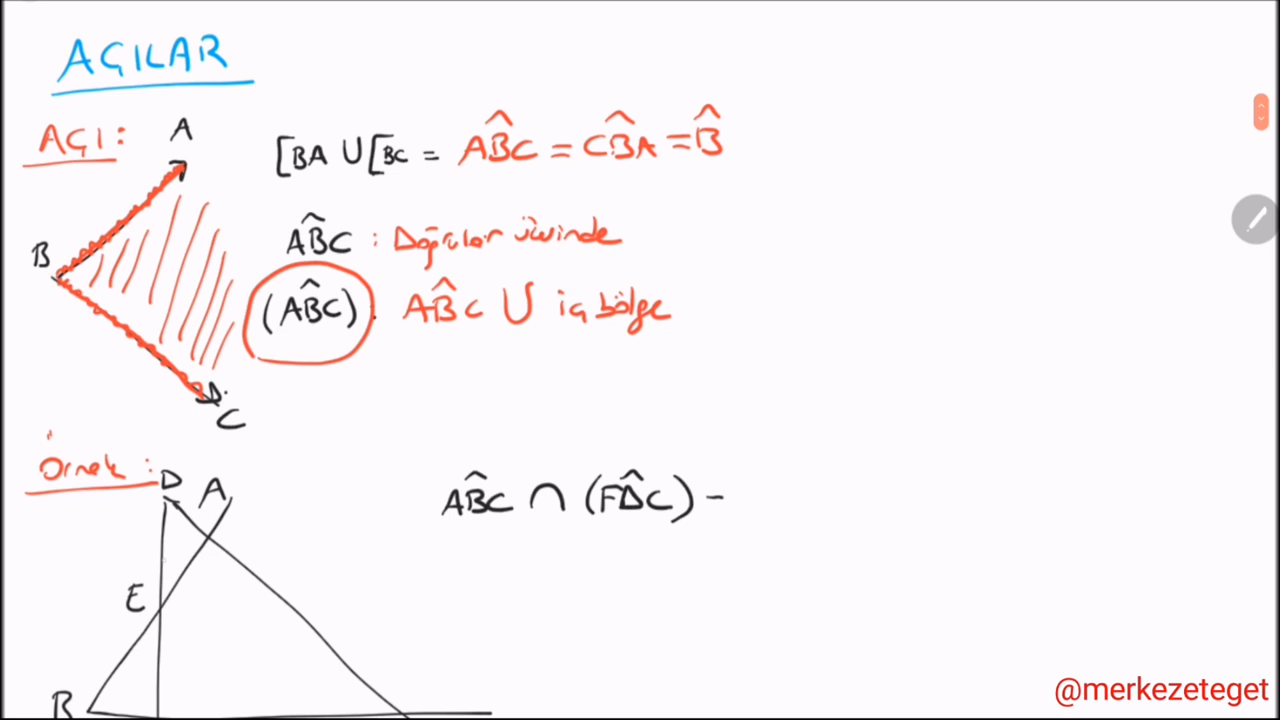 AÇILAR
AÇI:
A
[BA ∪ [BC = AB̂C = CB̂A = B̂
B
AB̂C : Doğrular üzerinde
(AB̂C) : AB̂C ∪ iç bölge
C
Örnek :
D A
AB̂C ∩ (FD̂C) -
E
B
@merkezeteget